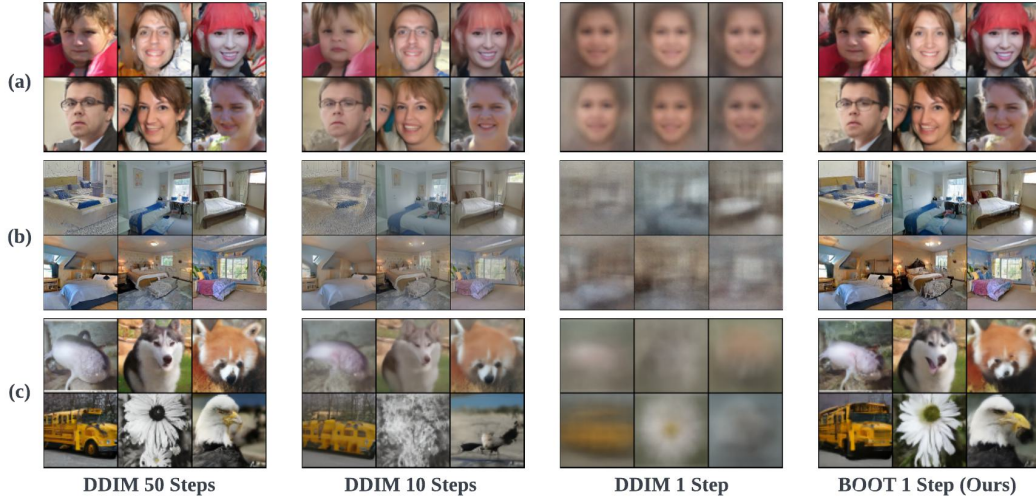 (a)
(b)
(c)
DDIM 50 Steps
DDIM 10 Steps
DDIM 1 Step
BOOT 1 Step (Ours)